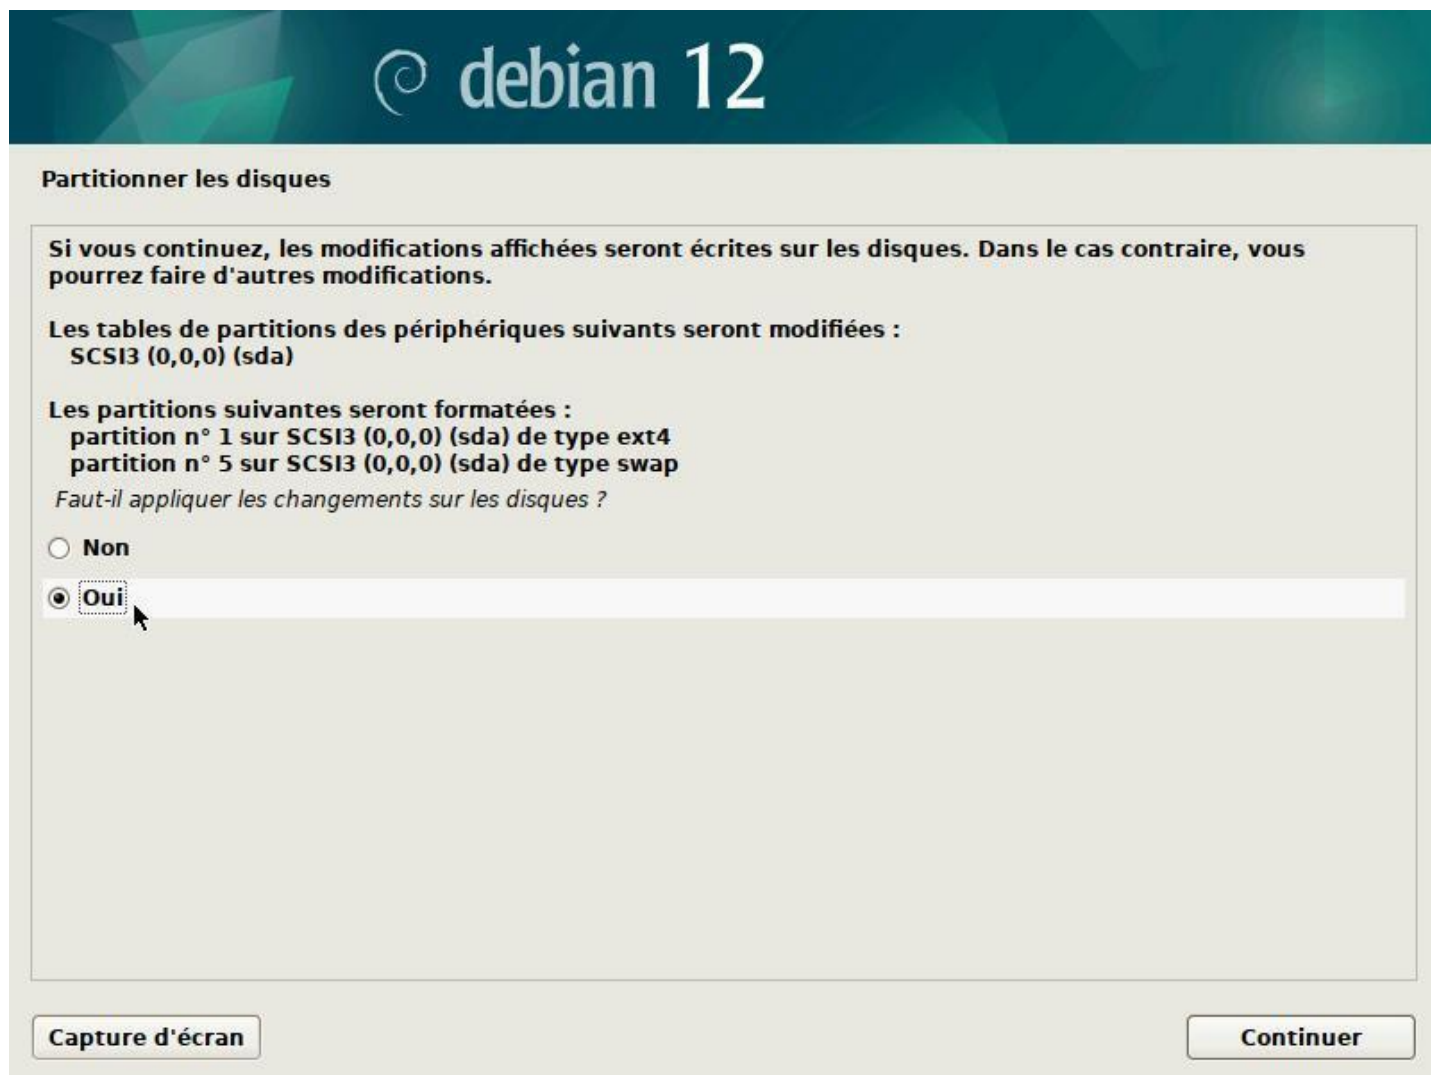 debian 12
Partitionner les disques
Si vous continuez, les modifications affichées seront écrites sur les disques. Dans le cas contraire, vous
pourrez faire d'autres modifications.
Les tables de partitions des périphériques suivants seront modifiées :
SCSI3 (0,0,0) (sda)
Les partitions suivantes seront formatées :
partition n° 1 sur SCSI3 (0,0,0) (sda) de type ext4
partition n° 5 sur SCSI3 (0,0,0) (sda) de type swap
Faut-il appliquer les changements sur les disques ?
Non
Oui
Capture d'écran
Continuer